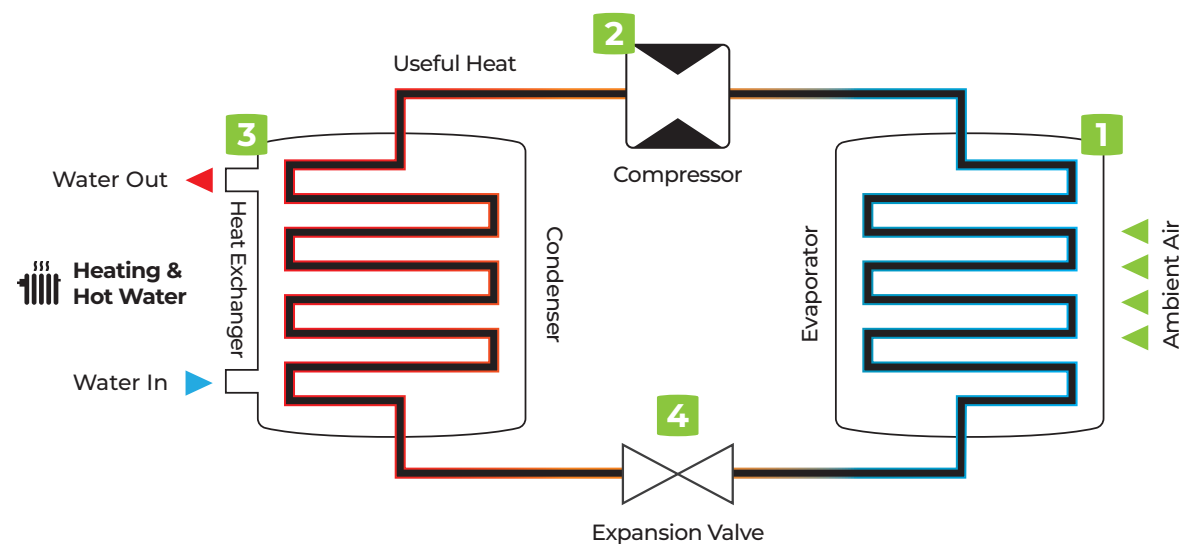 2
Useful Heat
Compressor
3
1
Water Out
Heat Exchanger
Condenser
Evaporator
Ambient Air
Heating &
Hot Water
Water In
4
Expansion Valve